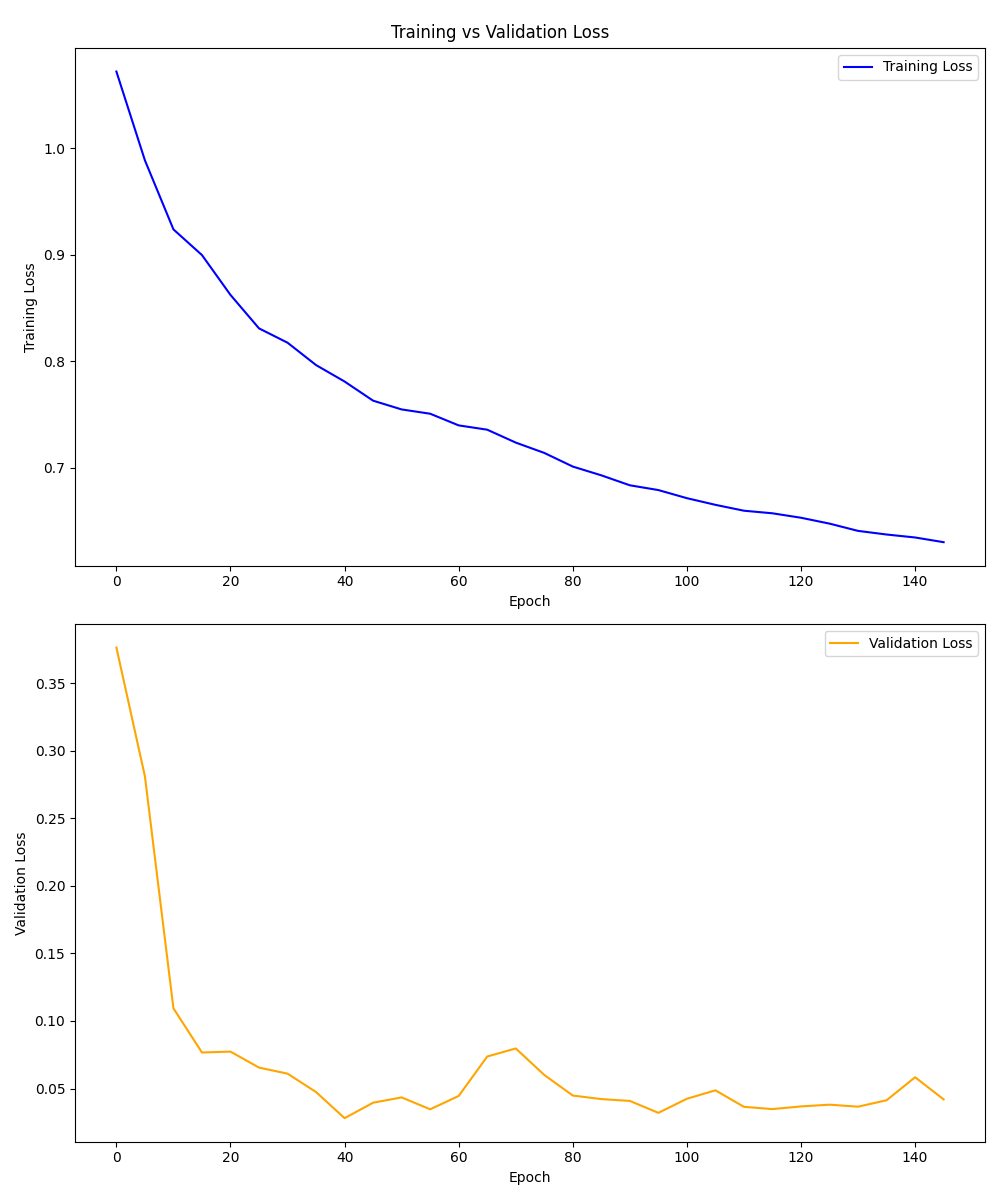 Training vs Validation Loss
Training Loss
1.0
0.9
0.8
0.7
Training Loss
0 20 40 60 80 100 120 140
Epoch
Validation Loss
0.35
0.30
0.25
0.20
0.15
0.10
0.05
Validation Loss
0 20 40 60 80 100 120 140
Epoch